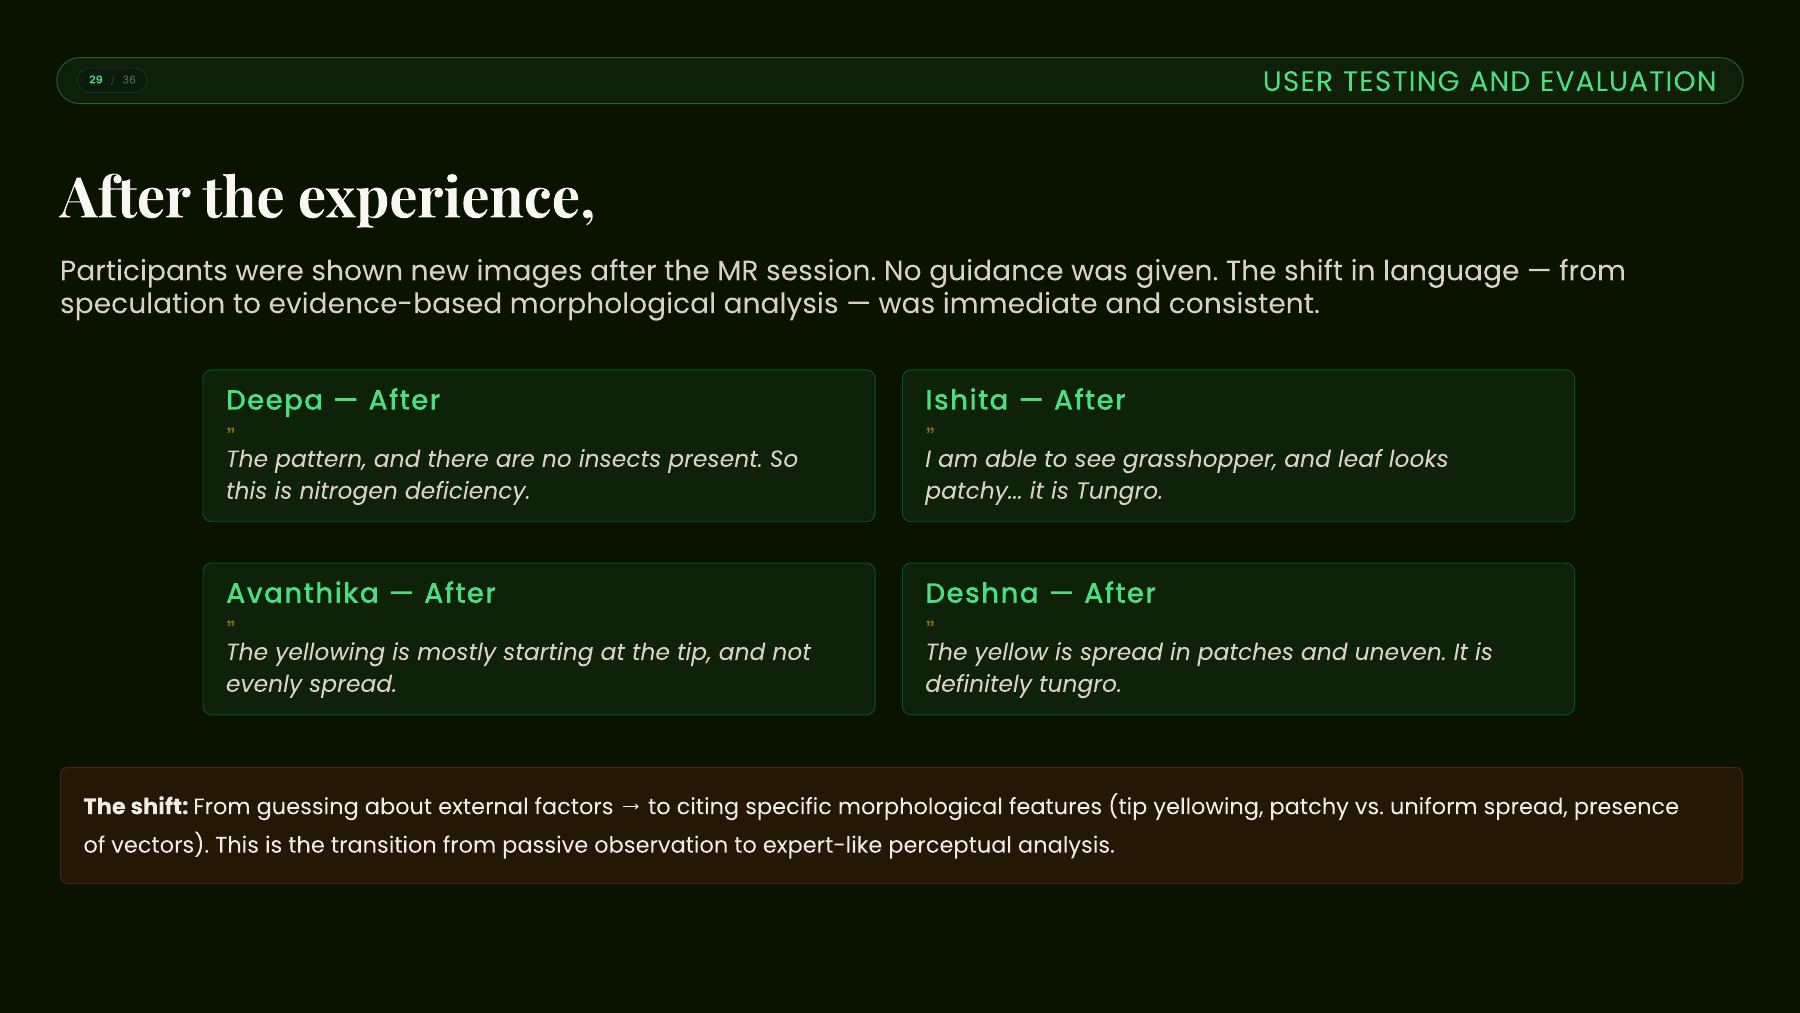 29 / 36
USER TESTING AND EVALUATION
After the experience,
Participants were shown new images after the MR session. No guidance was given. The shift in language — from
speculation to evidence-based morphological analysis — was immediate and consistent.
Deepa — After
”
The pattern, and there are no insects present. So
this is nitrogen deficiency.
Ishita — After
”
I am able to see grasshopper, and leaf looks
patchy... it is Tungro.
Avanthika — After
”
The yellowing is mostly starting at the tip, and not
evenly spread.
Deshna — After
”
The yellow is spread in patches and uneven. It is
definitely tungro.
The shift: From guessing about external factors → to citing specific morphological features (tip yellowing, patchy vs. uniform spread, presence
of vectors). This is the transition from passive observation to expert-like perceptual analysis.